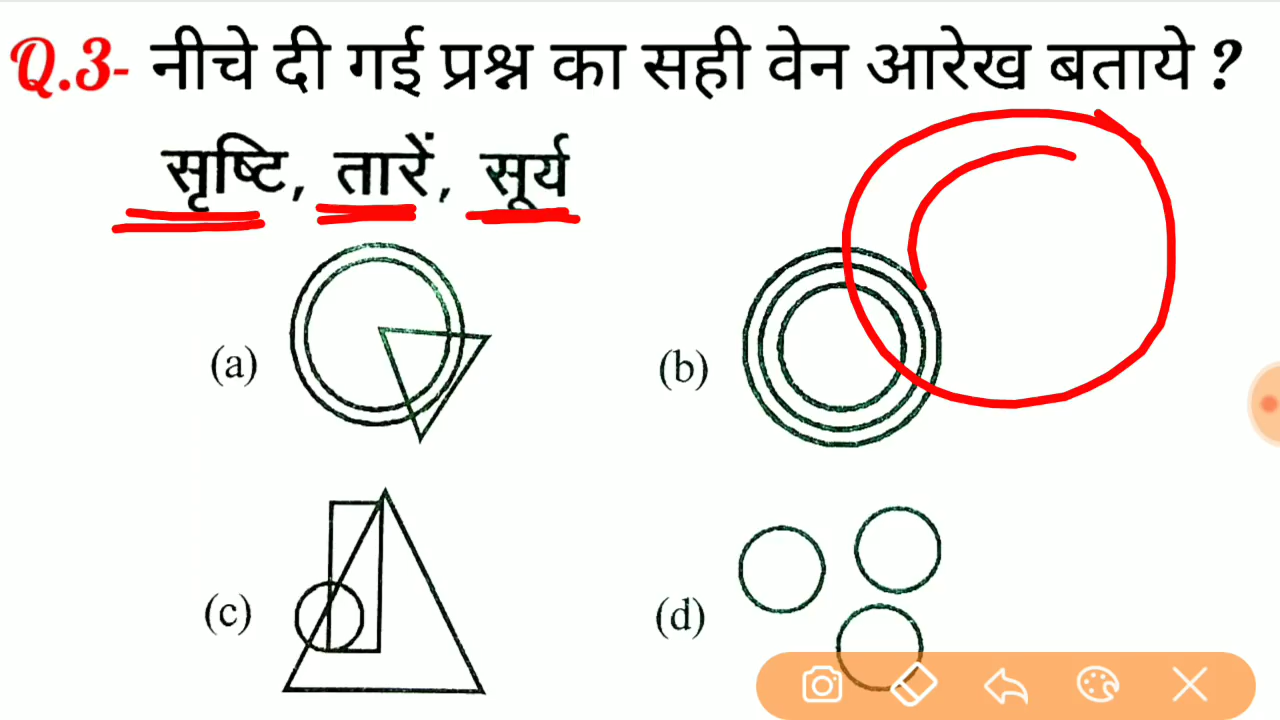 Q.3- नीचे दी गई प्रश्न का सही वेन आरेख बताये ?
सृष्टि, तारें, सूर्य
(a)
(b)
(c)
(d)